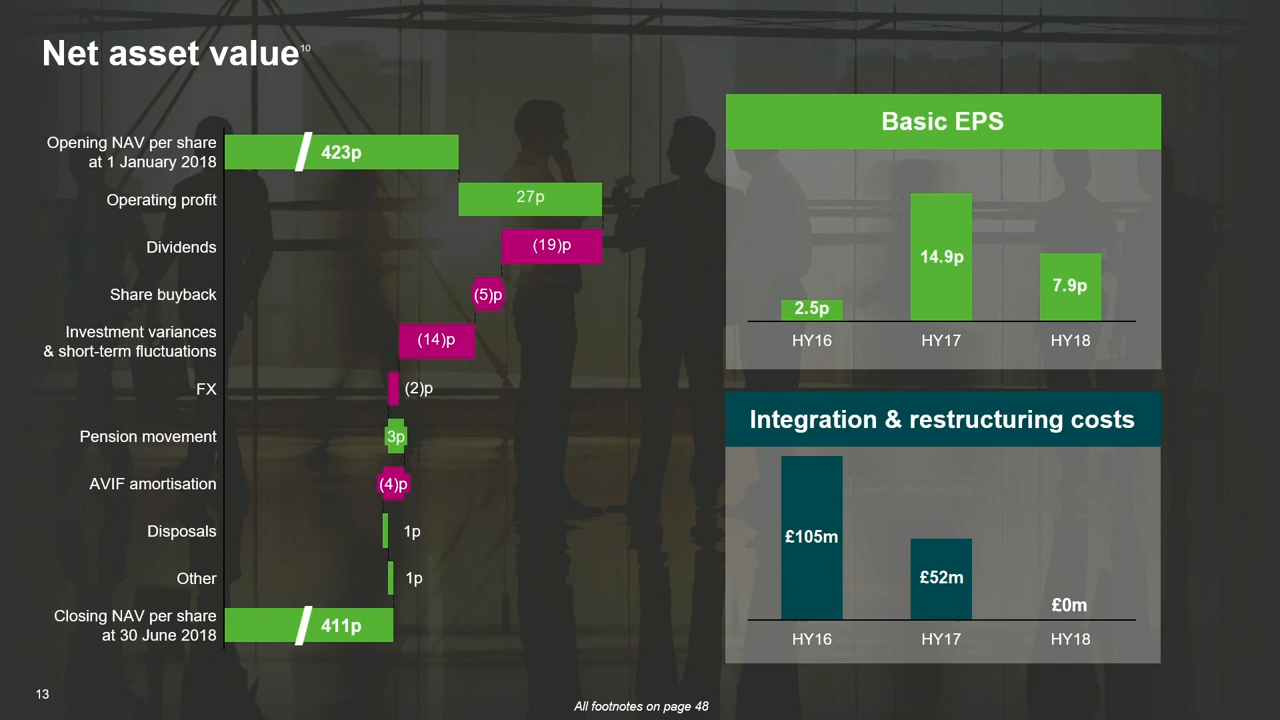 Net asset value10
Opening NAV per share
at 1 January 2018
423p
Operating profit
27p
Dividends
(19)p
Share buyback
(5)p
Investment variances
& short-term fluctuations
(14)p
FX
(2)p
Pension movement
3p
AVIF amortisation
(4)p
Disposals
1p
Other
1p
Closing NAV per share
at 30 June 2018
411p
Basic EPS
2.5p
14.9p
7.9p
HY16
HY17
HY18
Integration & restructuring costs
£105m
£52m
£0m
HY16
HY17
HY18
13
All footnotes on page 48